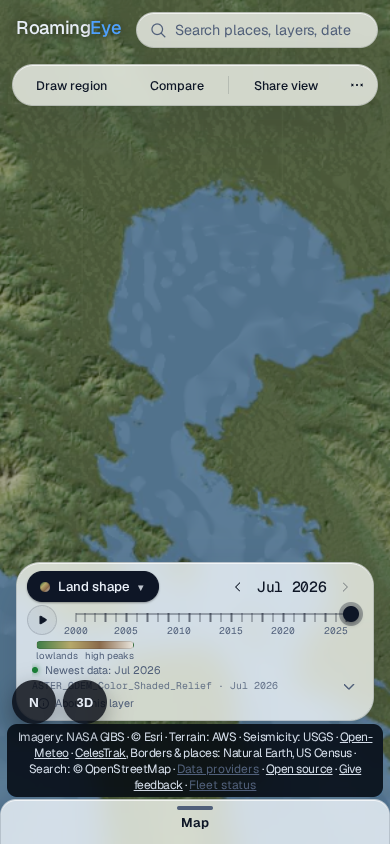 RoamingEye
Search places, layers, date
Draw region Compare Share view ···
Land shape ▾ Jul 2026
2000 2005 2010 2015 2020 2025
lowlands high peaks
Newest data: Jul 2026
Color_Shaded_Relief · Jul 2026
N 3D layer
Imagery: NASA GIBS · © Esri · Terrain: AWS · Seismicity: USGS · Open-
Meteo · CelesTrak, Borders & places: Natural Earth, US Census ·
Search: © OpenStreetMap · Data providers · Open source · Give
feedback · Fleet status
Map